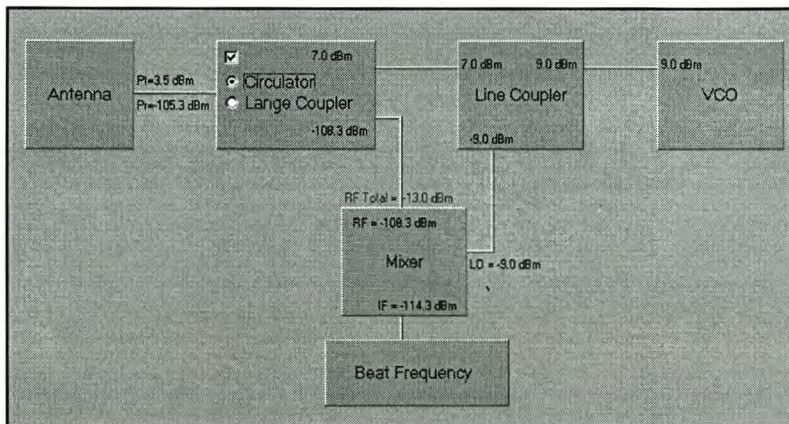 Antenna
Pt=3.5 dBm
Pr=-105.3 dBm
7.0 dBm
Circulator
Lange Coupler
-108.3 dBm
7.0 dBm 9.0 dBm
Line Coupler
-9.0 dBm
9.0 dBm
VCO
RF Total = -13.0 dBm
RF = -108.3 dBm
Mixer
LO = -9.0 dBm
IF = -114.3 dBm
Beat Frequency